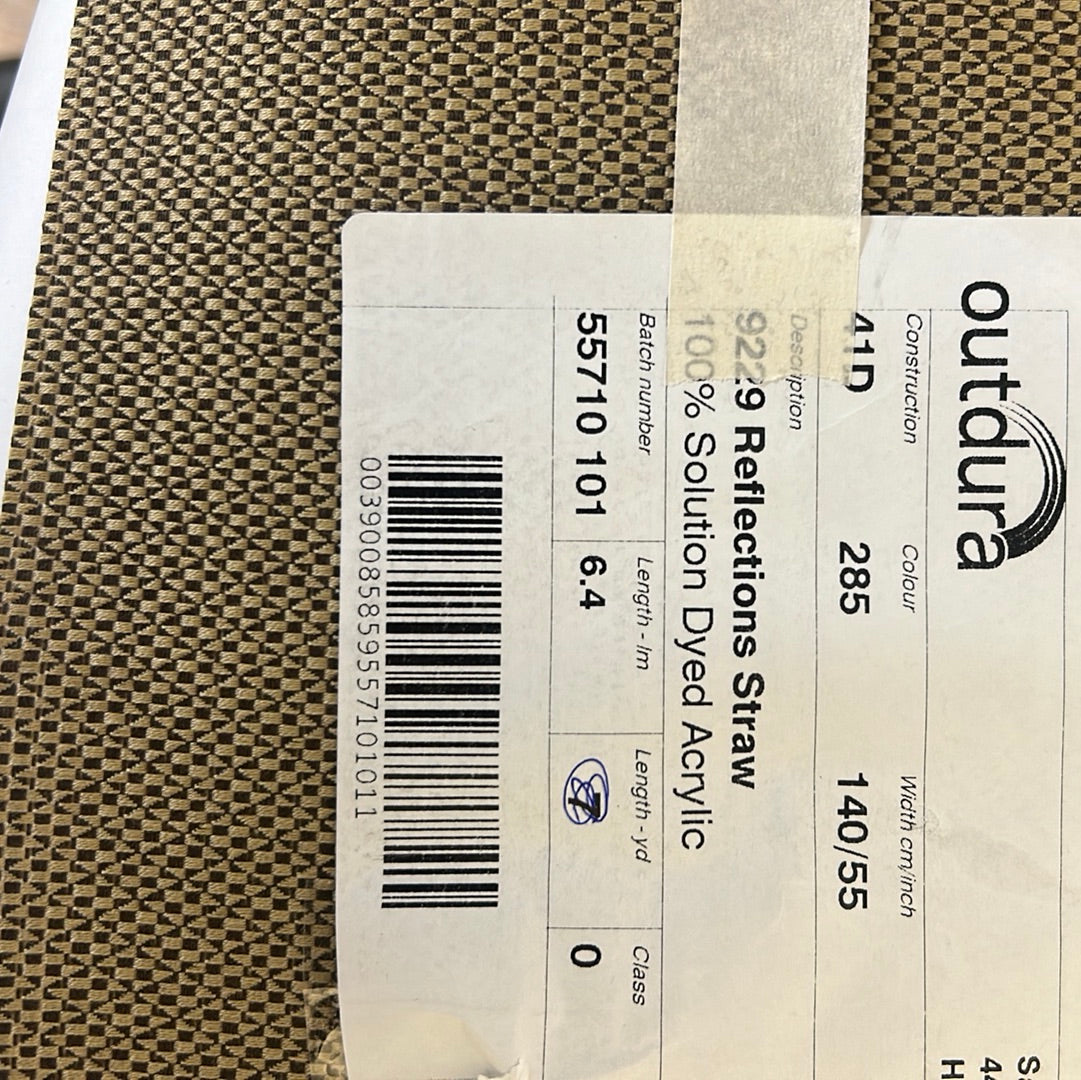 outdura
Construction Colour Width cm/inch
41D 285 140/55
Description
9229 Reflections Straw
100% Solution Dyed Acrylic
Batch number Length - lm Length - yd Class
55710 101 6.4 7 0
00390085859557101011